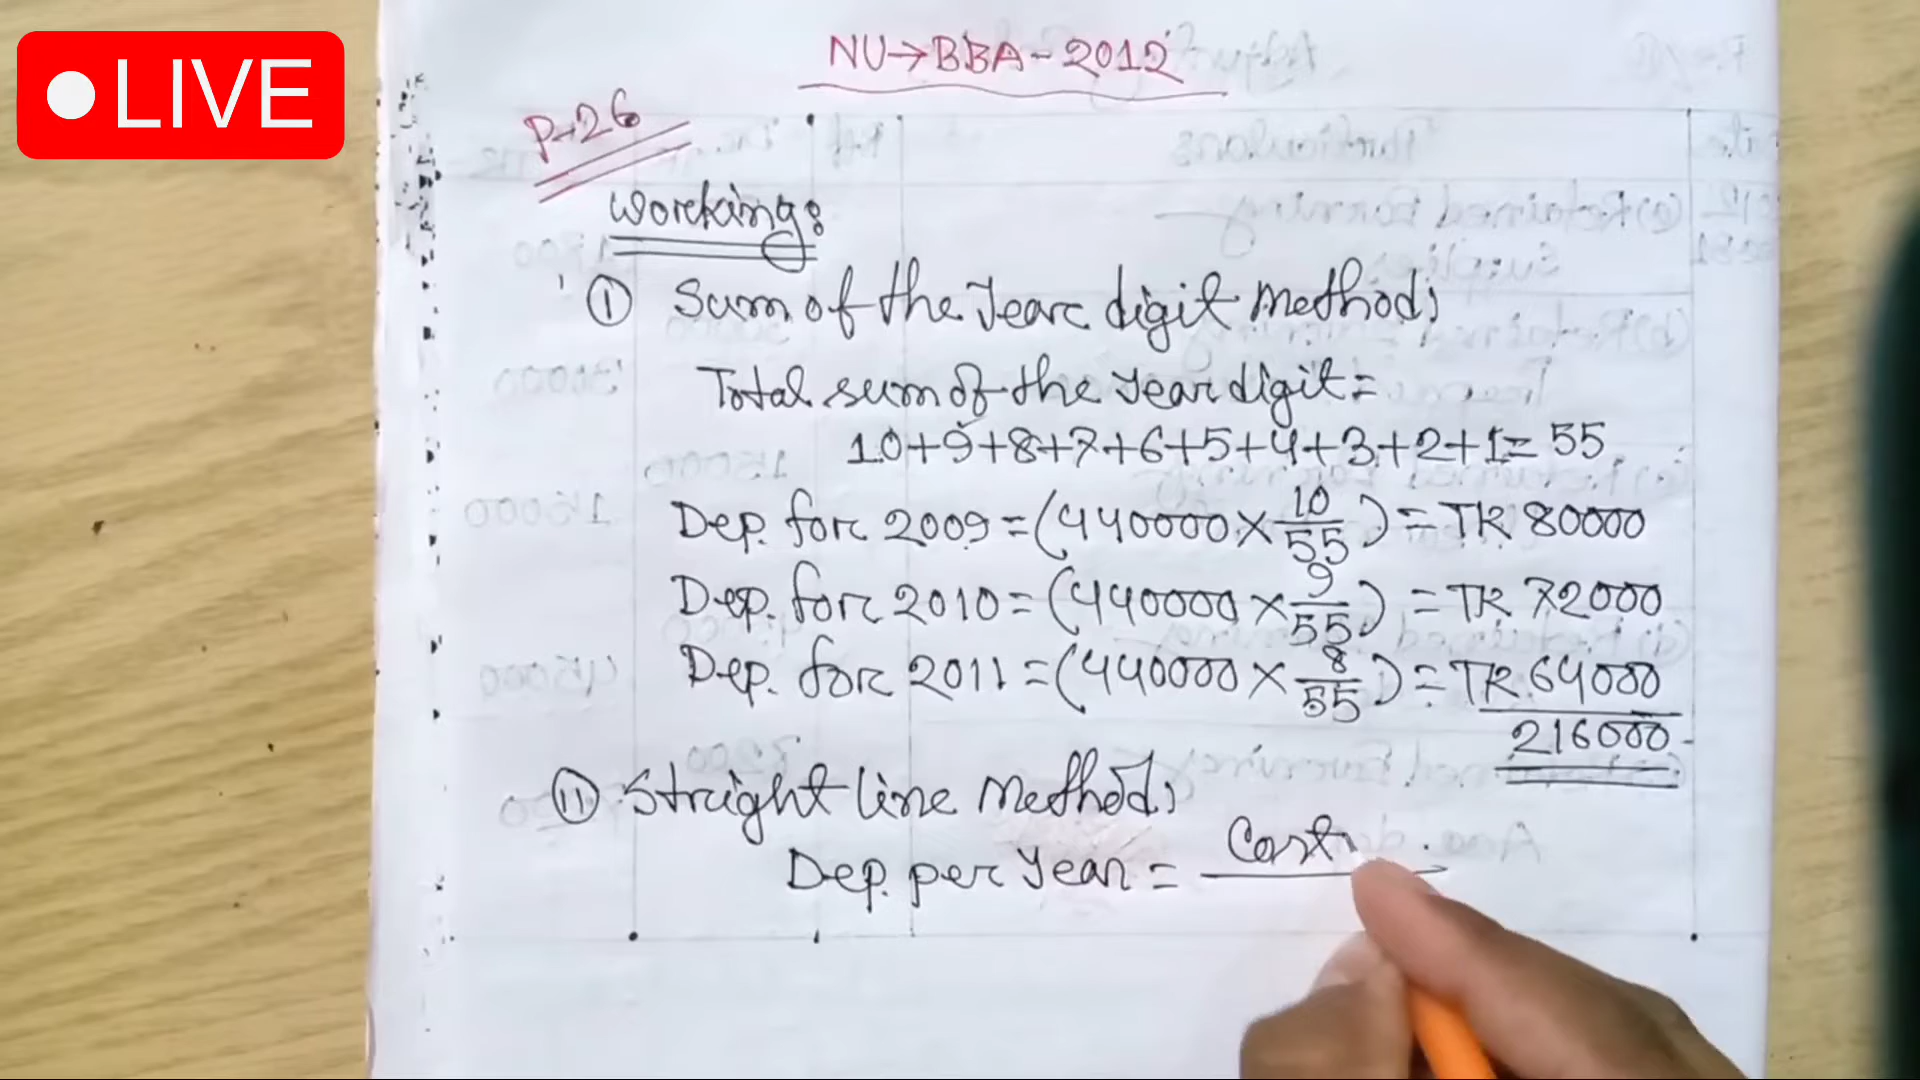 LIVE
NU→BBA-2012
P-26
Working:
① Sum of the Year digit Method;
Total sum of the year digit =
10+9+8+7+6+5+4+3+2+1= 55
Dep. for 2009 = (440000×10/55) = TK 80000
Dep. for 2010 = (440000×9/55) = TK 72000
Dep. for 2011 = (440000×8/55) = TK 64000
216000
⑪ Straight line Method;
Dep. per Year = Cost